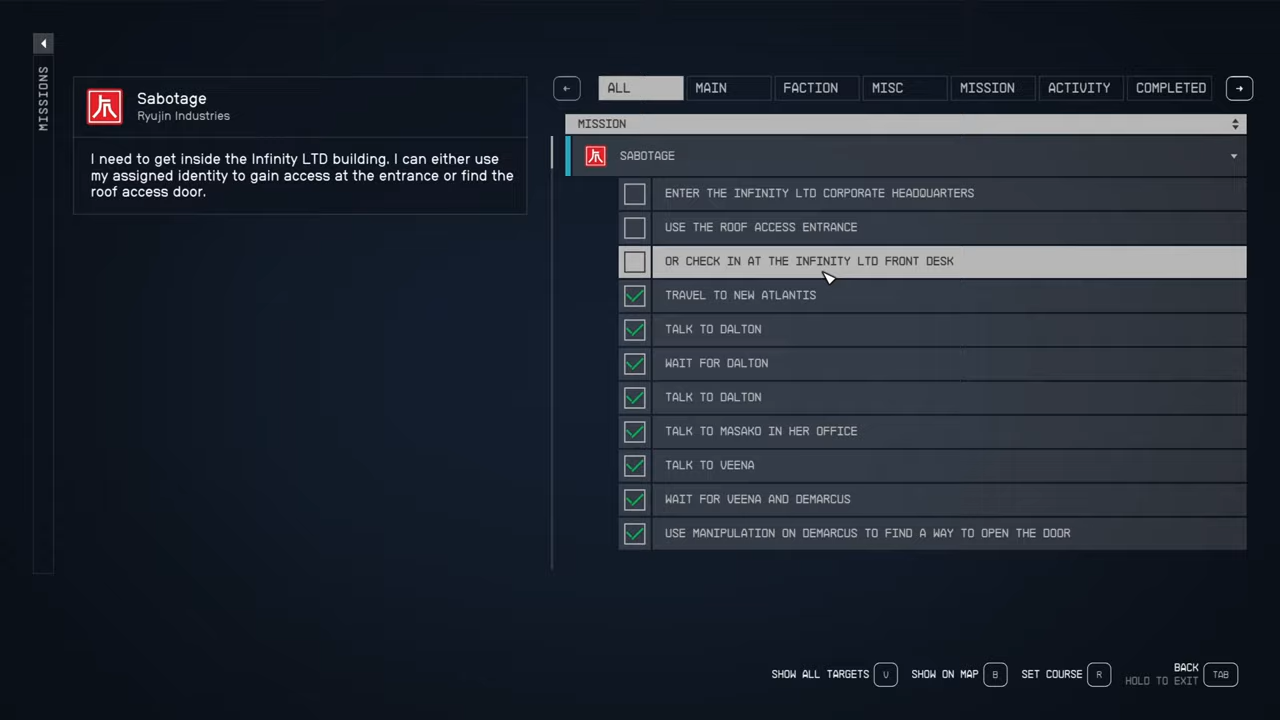 MISSIONS
Sabotage
Ryujin Industries
I need to get inside the Infinity LTD building. I can either use
my assigned identity to gain access at the entrance or find the
roof access door.
ALL MAIN FACTION MISC MISSION ACTIVITY COMPLETED
MISSION
SABOTAGE
ENTER THE INFINITY LTD CORPORATE HEADQUARTERS
USE THE ROOF ACCESS ENTRANCE
OR CHECK IN AT THE INFINITY LTD FRONT DESK
TRAVEL TO NEW ATLANTIS
TALK TO DALTON
WAIT FOR DALTON
TALK TO DALTON
TALK TO MASAKO IN HER OFFICE
TALK TO VEENA
WAIT FOR VEENA AND DEMARCUS
USE MANIPULATION ON DEMARCUS TO FIND A WAY TO OPEN THE DOOR
SHOW ALL TARGETS V SHOW ON MAP B SET COURSE R BACK TAB
HOLD TO EXIT